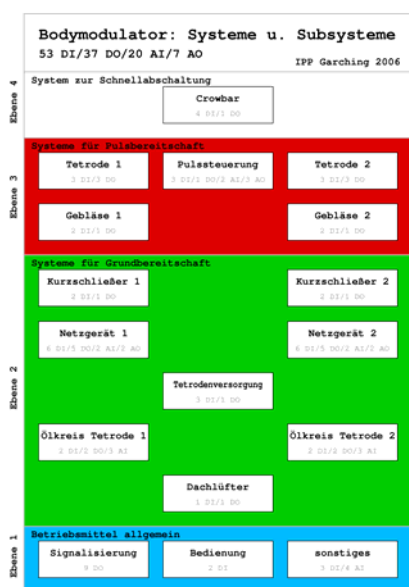 Bodymodulator: Systeme u. Subsysteme
53 DI/37 DO/20 AI/7 AO
IPP Garching 2006
Ebene 4
System zur Schnellabschaltung
Crowbar
4 DI/1 DO
Ebene 3
Systeme für Pulsbereitschaft
Tetrode 1
3 DI/3 DO
Pulssteuerung
3 DI/1 DO/2 AI/3 AO
Tetrode 2
3 DI/3 DO
Gebläse 1
2 DI/1 DO
Gebläse 2
2 DI/1 DO
Ebene 2
Systeme für Grundbereitschaft
Kurzschließer 1
2 DI/1 DO
Kurzschließer 2
2 DI/1 DO
Netzgerät 1
6 DI/5 DO/2 AI/2 AO
Netzgerät 2
6 DI/5 DO/2 AI/2 AO
Tetrodenversorgung
3 DI/1 DO
Ölkreis Tetrode 1
2 DI/2 DO/3 AI
Ölkreis Tetrode 2
2 DI/2 DO/3 AI
Dachlüfter
1 DI/1 DO
Ebene 1
Betriebsmittel allgemein
Signalisierung
9 DO
Bedienung
2 DI
sonstiges
3 DI/4 AI